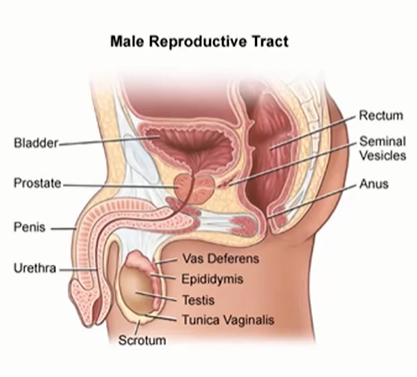 Male Reproductive Tract
Bladder
Prostate
Penis
Urethra
Rectum
Seminal
Vesicles
Anus
Vas Deferens
Epididymis
Testis
Tunica Vaginalis
Scrotum